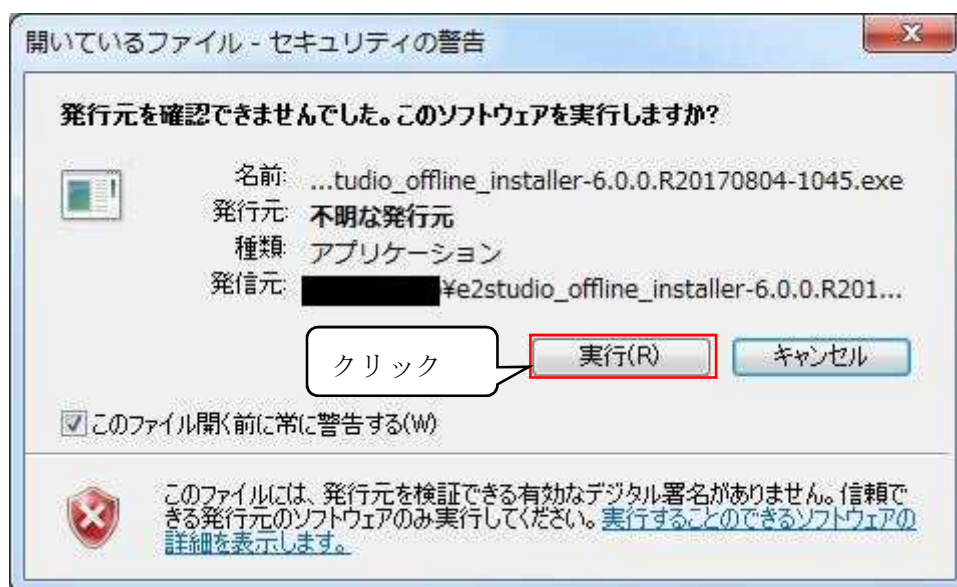 開いているファイル - セキュリティの警告
発行元を確認できませんでした。このソフトウェアを実行しますか?
名前: ...tudio_offline_installer-6.0.0.R20170804-1045.exe
発行元: 不明な発行元
種類: アプリケーション
発信元: ¥e2studio_offline_installer-6.0.0.R201...
クリック
実行(R)
キャンセル
このファイル開く前に常に警告する(W)
このファイルには、発行元を検証できる有効なデジタル署名がありません。信頼で
きる発行元のソフトウェアのみ実行してください。実行することのできるソフトウェアの
詳細を表示します。